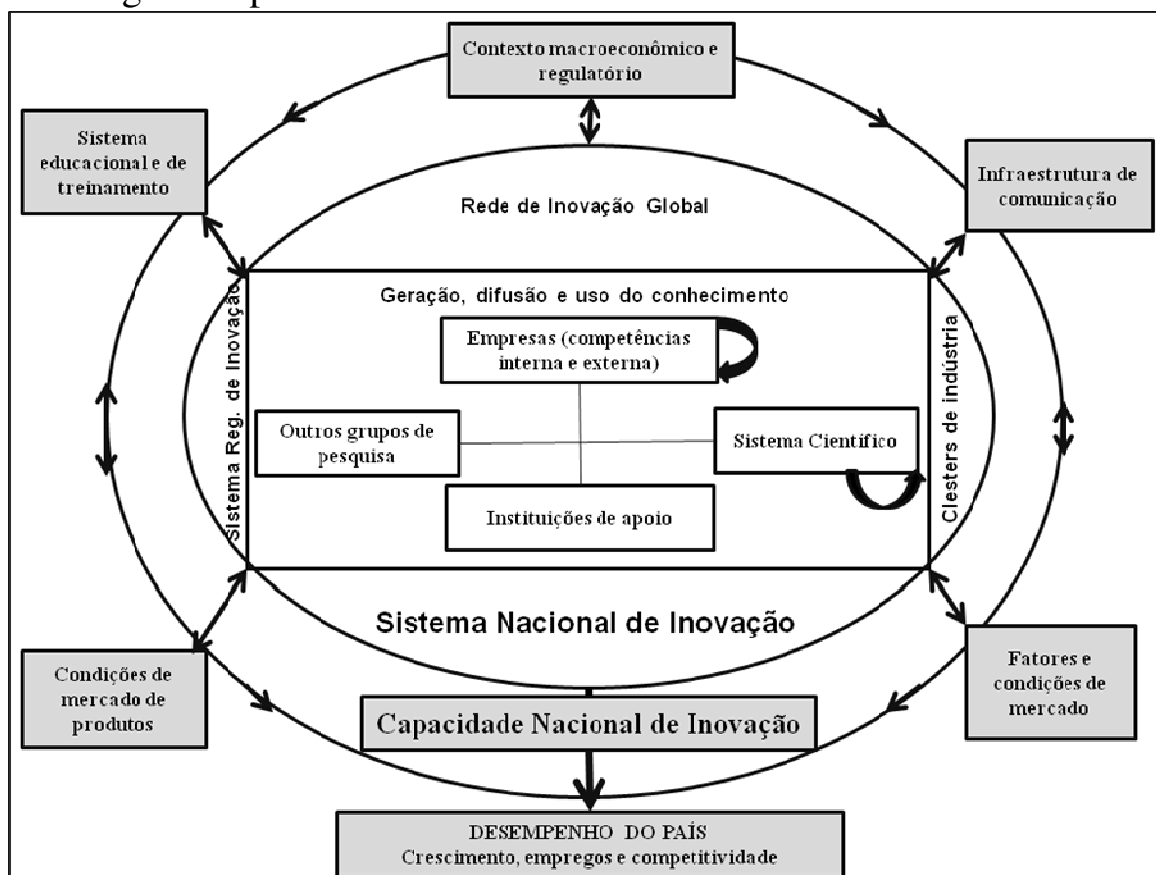 Contexto macroeconômico e
regulatório
Sistema
educacional e de
treinamento
Infraestrutura de
comunicação
Rede de Inovação Global
Geração, difusão e uso do conhecimento
Empresas (competências
interna e externa)
Sistema Reg. de Inovação
Clesters de indústria
Outros grupos de
pesquisa
Sistema Científico
Instituições de apoio
Sistema Nacional de Inovação
Condições de
mercado de
produtos
Fatores e
condições de
mercado
Capacidade Nacional de Inovação
DESEMPENHO DO PAÍS
Crescimento, empregos e competitividade